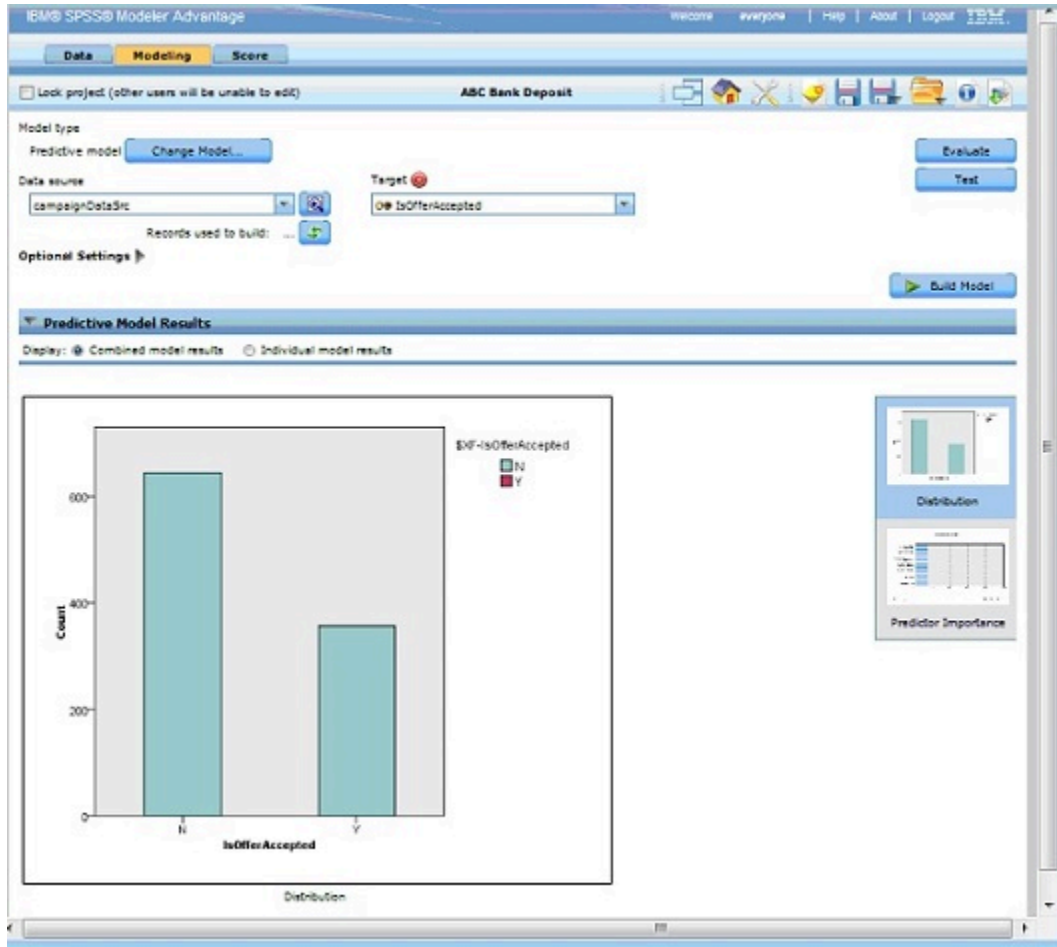 IBM® SPSS® Modeler Advantage
Welcome everyone | Help | About | Logout IBM.
Data Modeling Score
Lock project (other users will be unable to edit) ABC Bank Deposit
Model type
Predictive model Change Model... Evaluate
Data source Target Test
campaignDataSrc IsOfferAccepted
Records used to build: ...
Optional Settings
Build Model
Predictive Model Results
Display: Combined model results Individual model results
$XF-IsOfferAccepted
N
Y
600
400
200
0
Count
N Y
IsOfferAccepted
Distribution
Distribution
Predictor Importance